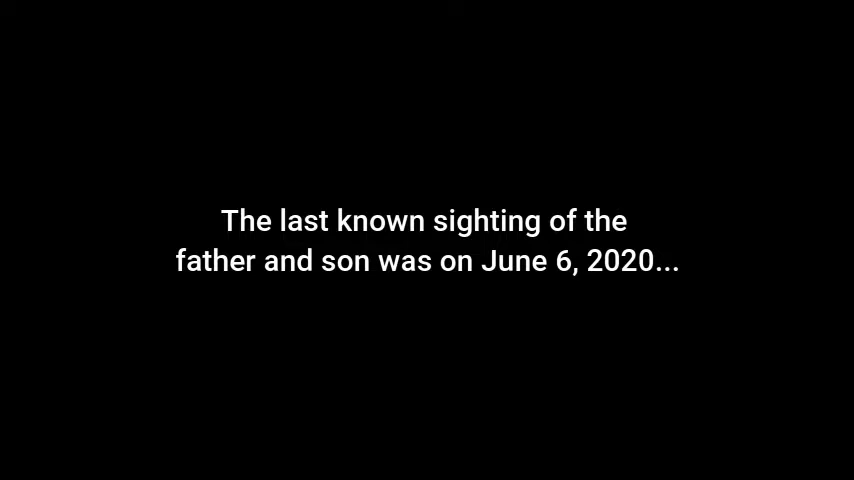 The last known sighting of the
father and son was on June 6, 2020...